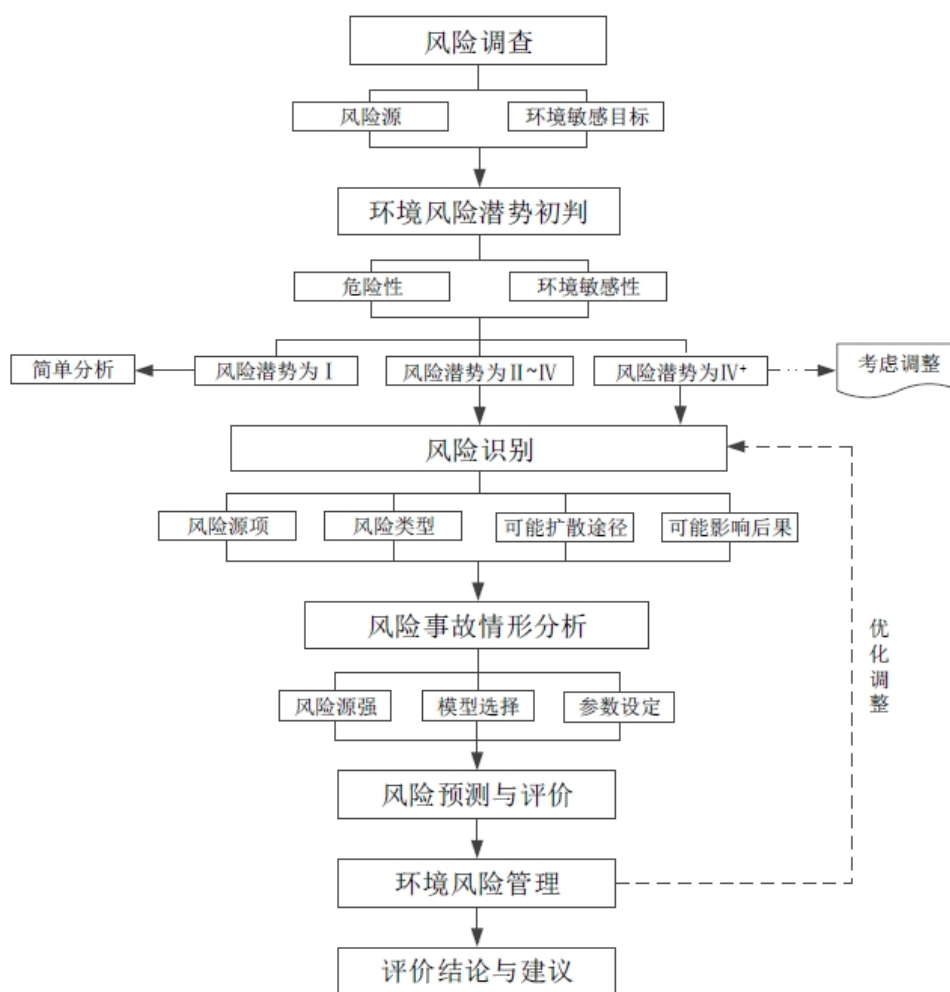 风险调查
风险源
环境敏感目标
环境风险潜势初判
危险性
环境敏感性
简单分析
风险潜势为Ⅰ
风险潜势为Ⅱ~Ⅳ
风险潜势为Ⅳ⁺
考虑调整
风险识别
风险源项
风险类型
可能扩散途径
可能影响后果
风险事故情形分析
优化调整
风险源强
模型选择
参数设定
风险预测与评价
环境风险管理
评价结论与建议